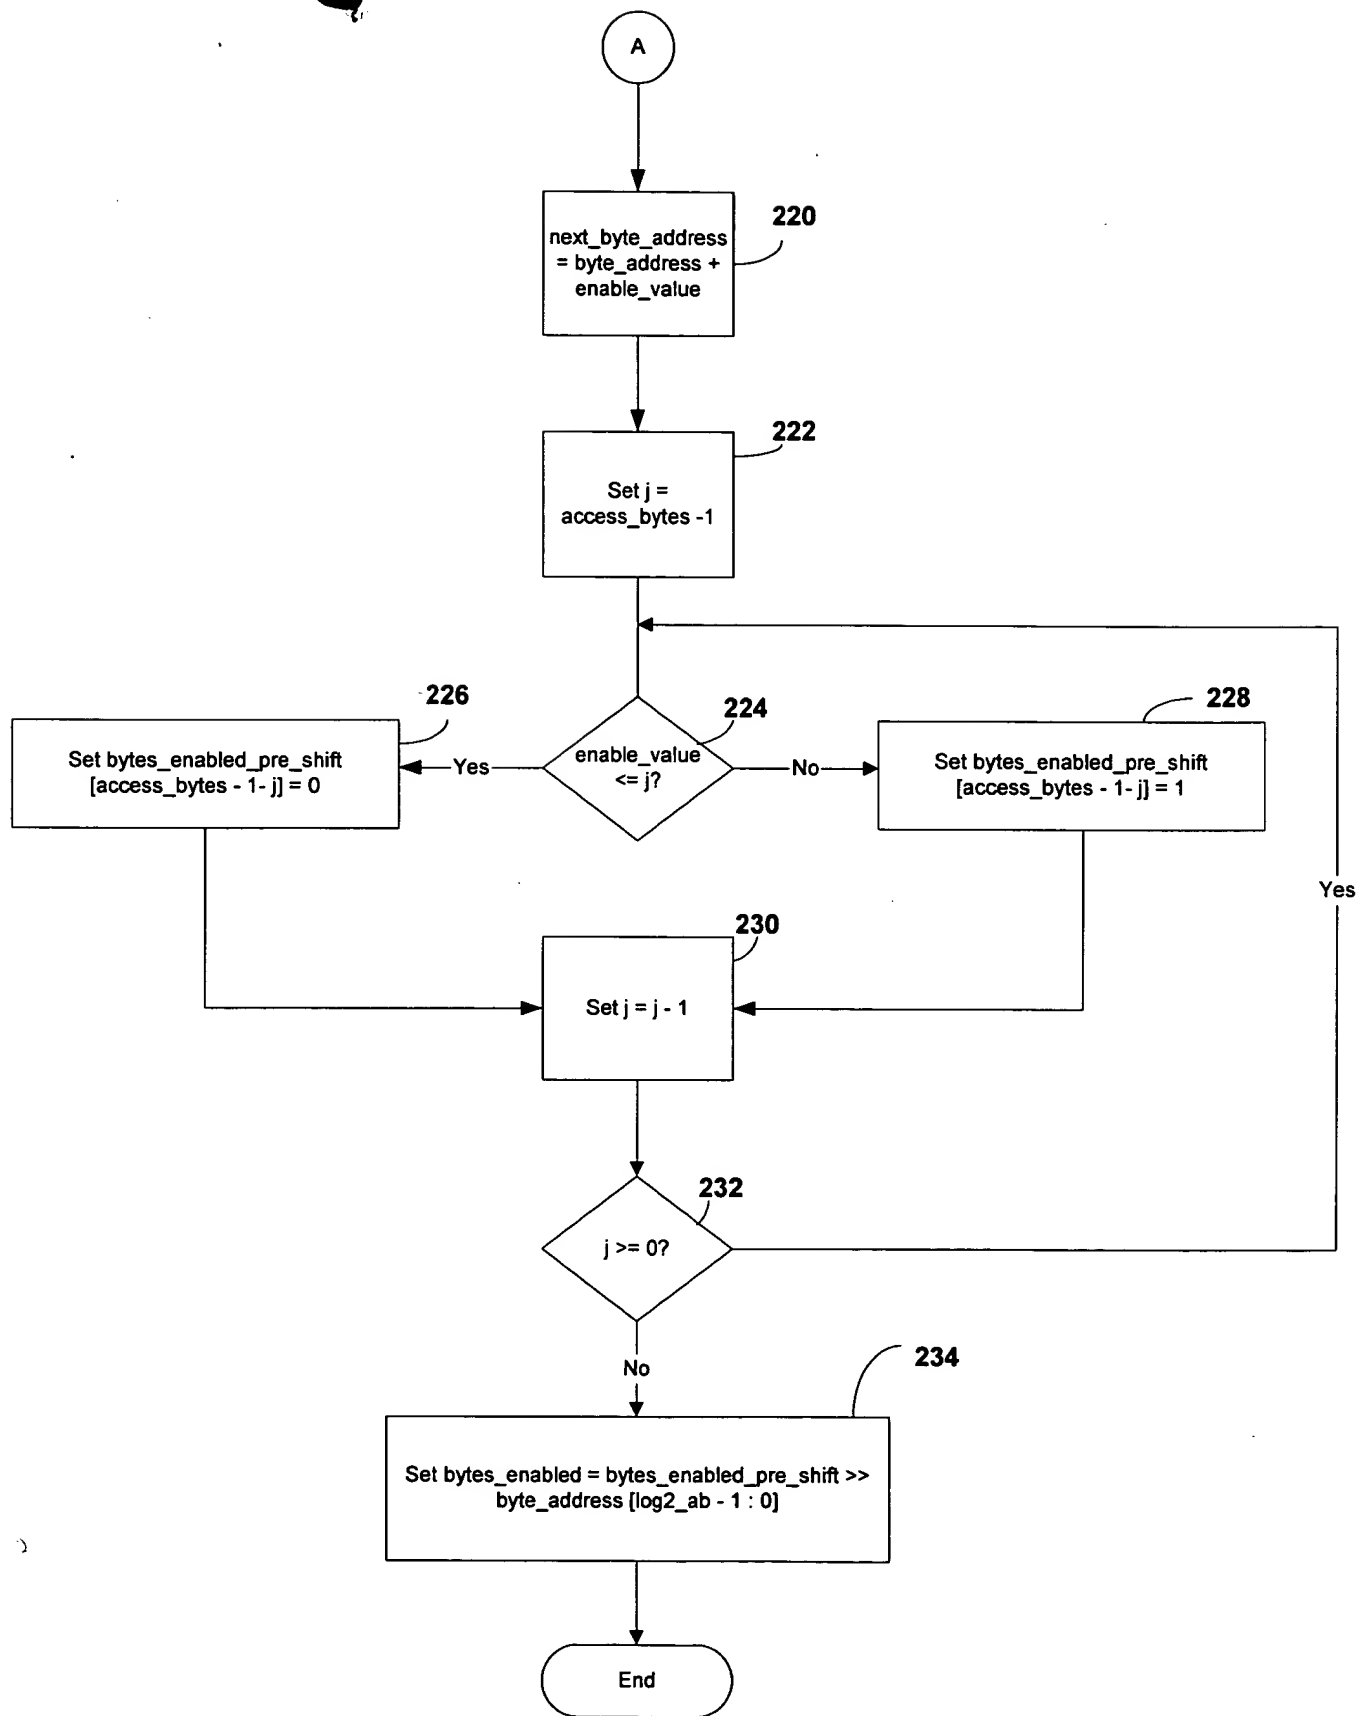 A
220
next_byte_address
= byte_address +
enable_value
222
Set j =
access_bytes -1
226
Set bytes_enabled_pre_shift
[access_bytes - 1- j] = 0
Yes
224
enable_value
<= j?
No
228
Set bytes_enabled_pre_shift
[access_bytes - 1- j] = 1
Yes
230
Set j = j - 1
232
j >= 0?
No
234
Set bytes_enabled = bytes_enabled_pre_shift >>
byte_address [log2_ab - 1 : 0]
End